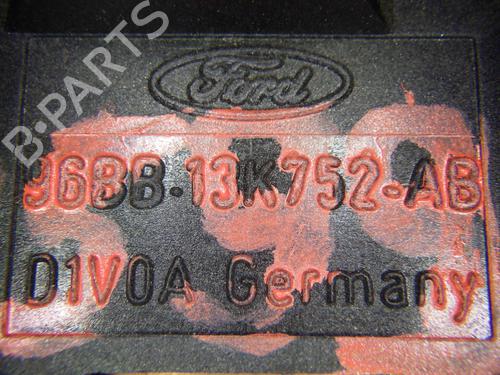 Ford
B-PARTS
96BB-13K752-AB
D1V0A Germany